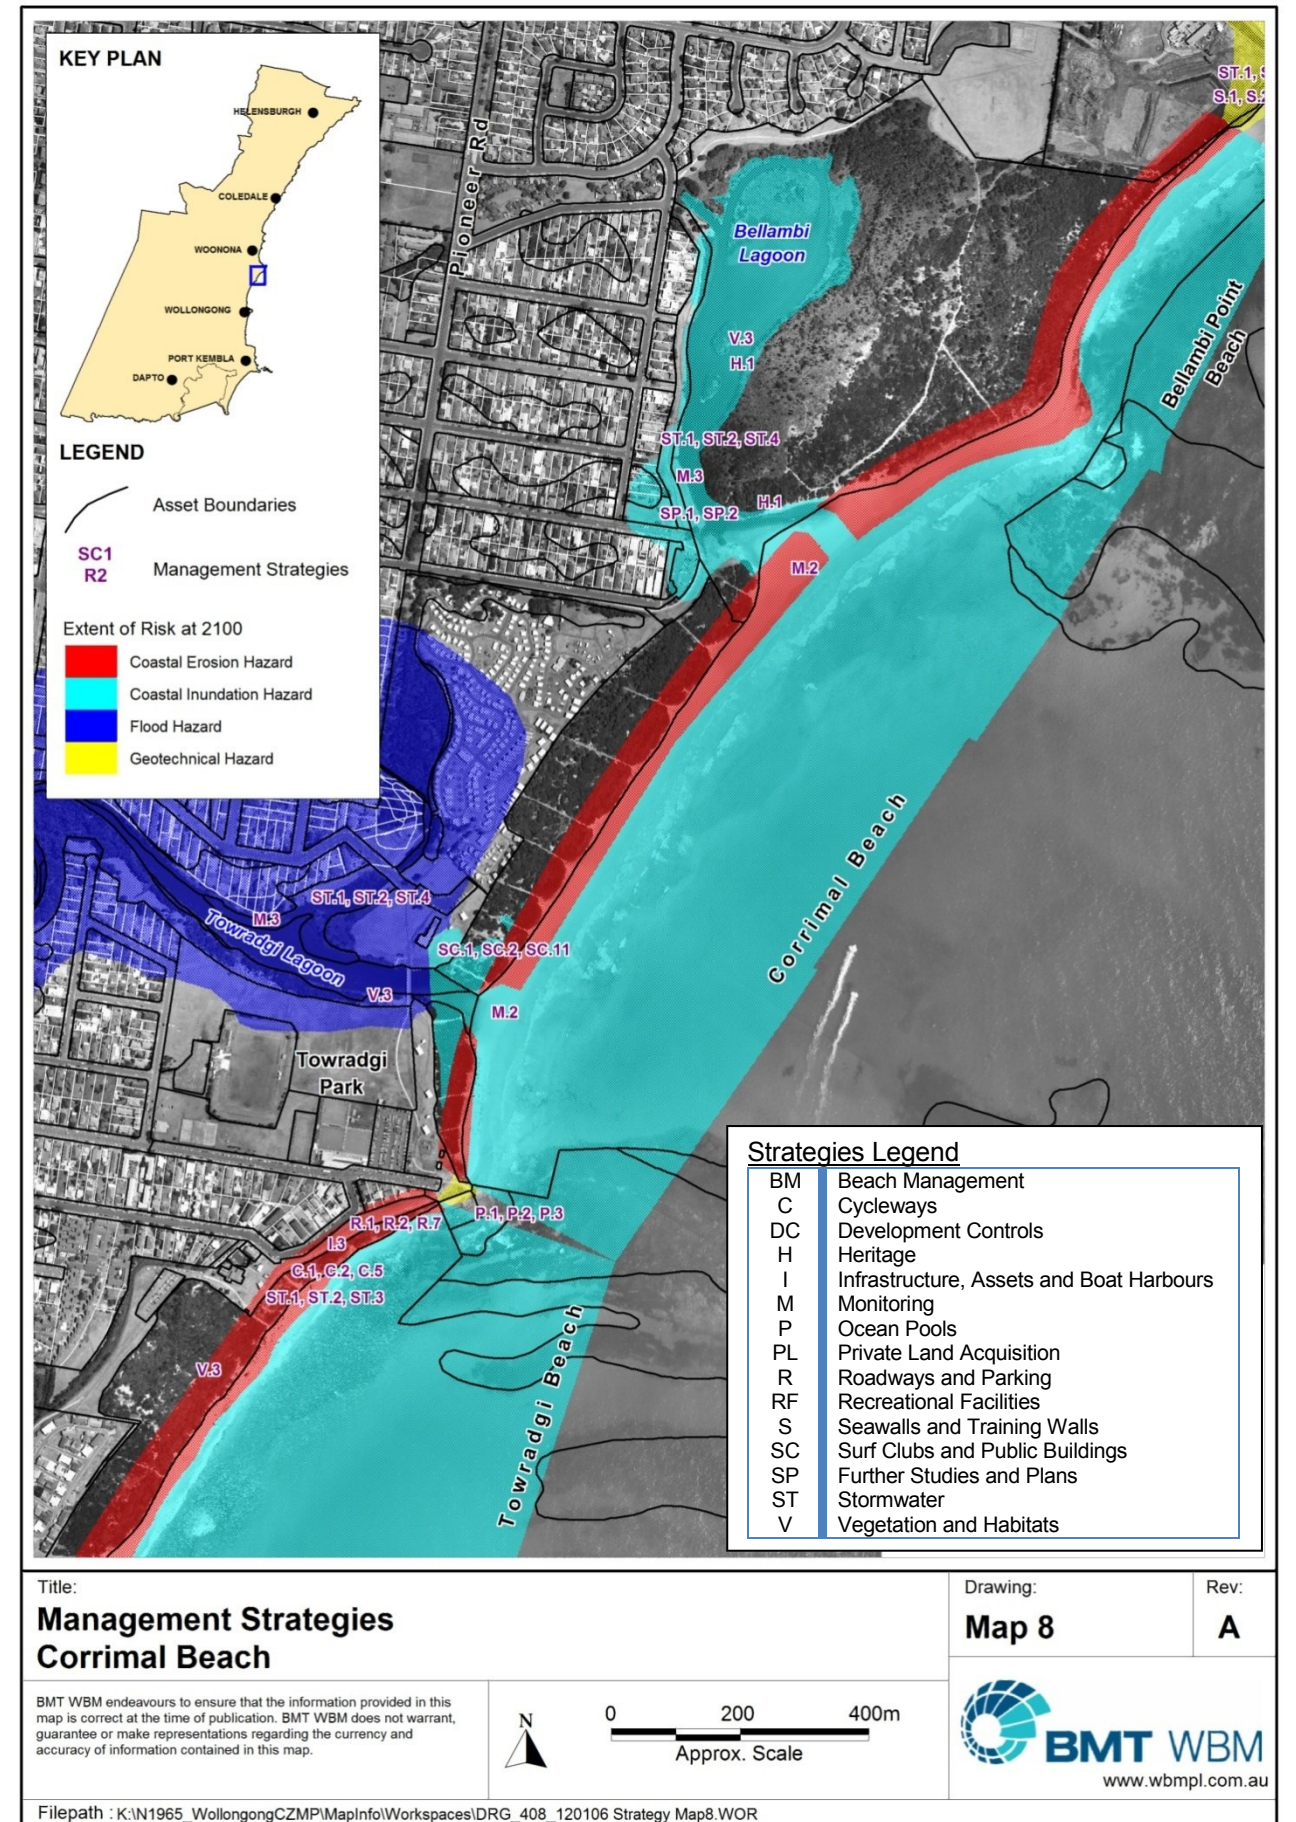 KEY PLAN
HELENSBURGH
COLEDALE
WOONONA
WOLLONGONG
PORT KEMBLA
DAPTO
LEGEND
Asset Boundaries
SC1
R2
Management Strategies
Extent of Risk at 2100
Coastal Erosion Hazard
Coastal Inundation Hazard
Flood Hazard
Geotechnical Hazard
Pioneer Rd
ST.1,
S.1,
Bellambi
Lagoon
V.3
H.1
Bellambi Point
Beach
ST.1, ST.2, ST.4
M.3
H.1
SP.1, SP.2
M.2
Corrimal Beach
ST.1, ST.2, ST.4
M.3
Towradgi Lagoon
SC.1, SC.2, SC.11
V.3
M.2
Towradgi
Park
P.1, P.2, P.3
R.1, R.2, R.7
I.3
C.1, C.2, C.5
ST.1, ST.2, ST.3
V.3
Towradgi Beach
Strategies Legend
BM Beach Management
C Cycleways
DC Development Controls
H Heritage
I Infrastructure, Assets and Boat Harbours
M Monitoring
P Ocean Pools
PL Private Land Acquisition
R Roadways and Parking
RF Recreational Facilities
S Seawalls and Training Walls
SC Surf Clubs and Public Buildings
SP Further Studies and Plans
ST Stormwater
V Vegetation and Habitats
Title:
Management Strategies
Corrimal Beach
Drawing:
Map 8
Rev:
A
BMT WBM endeavours to ensure that the information provided in this
map is correct at the time of publication. BMT WBM does not warrant,
guarantee or make representations regarding the currency and
accuracy of information contained in this map.
N
0 200 400m
Approx. Scale
BMT WBM
www.wbmpl.com.au
Filepath : K:\N1965_WollongongCZMP\MapInfo\Workspaces\DRG_408_120106 Strategy Map8.WOR